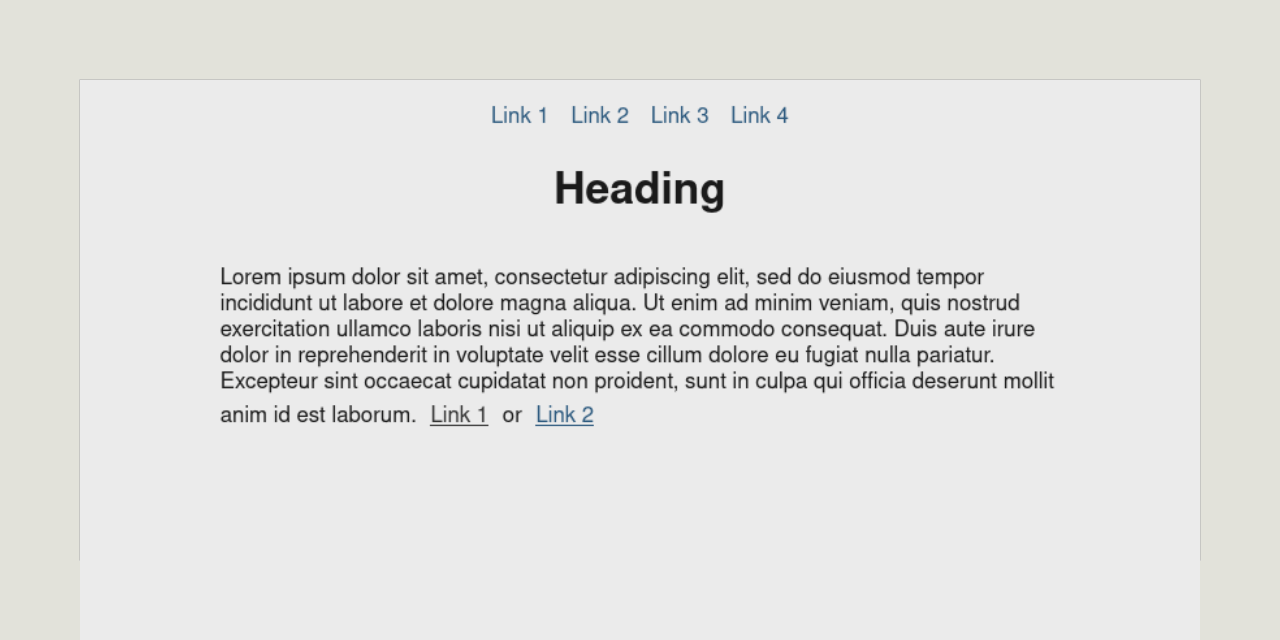 Link 1 Link 2 Link 3 Link 4
Heading
Lorem ipsum dolor sit amet, consectetur adipiscing elit, sed do eiusmod tempor
incididunt ut labore et dolore magna aliqua. Ut enim ad minim veniam, quis nostrud
exercitation ullamco laboris nisi ut aliquip ex ea commodo consequat. Duis aute irure
dolor in reprehenderit in voluptate velit esse cillum dolore eu fugiat nulla pariatur.
Excepteur sint occaecat cupidatat non proident, sunt in culpa qui officia deserunt mollit
anim id est laborum. Link 1 or Link 2